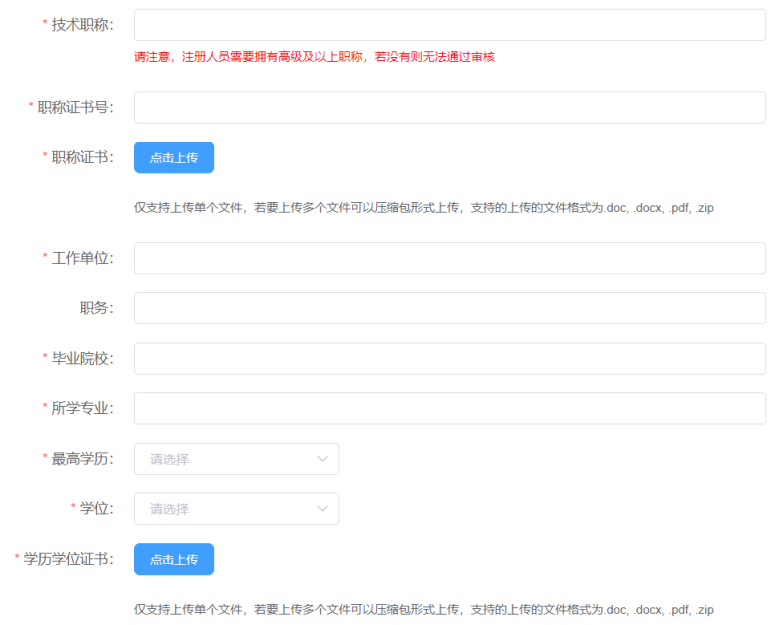 * 技术职称：
请注意，注册人员需要拥有高级及以上职称，若没有则无法通过审核
* 职称证书号：
* 职称证书： 点击上传
仅支持上传单个文件，若要上传多个文件可以压缩包形式上传，支持的上传的文件格式为.doc, .docx, .pdf, .zip
* 工作单位：
职务：
* 毕业院校：
* 所学专业：
* 最高学历： 请选择
* 学位： 请选择
* 学历学位证书： 点击上传
仅支持上传单个文件，若要上传多个文件可以压缩包形式上传，支持的上传的文件格式为.doc, .docx, .pdf, .zip